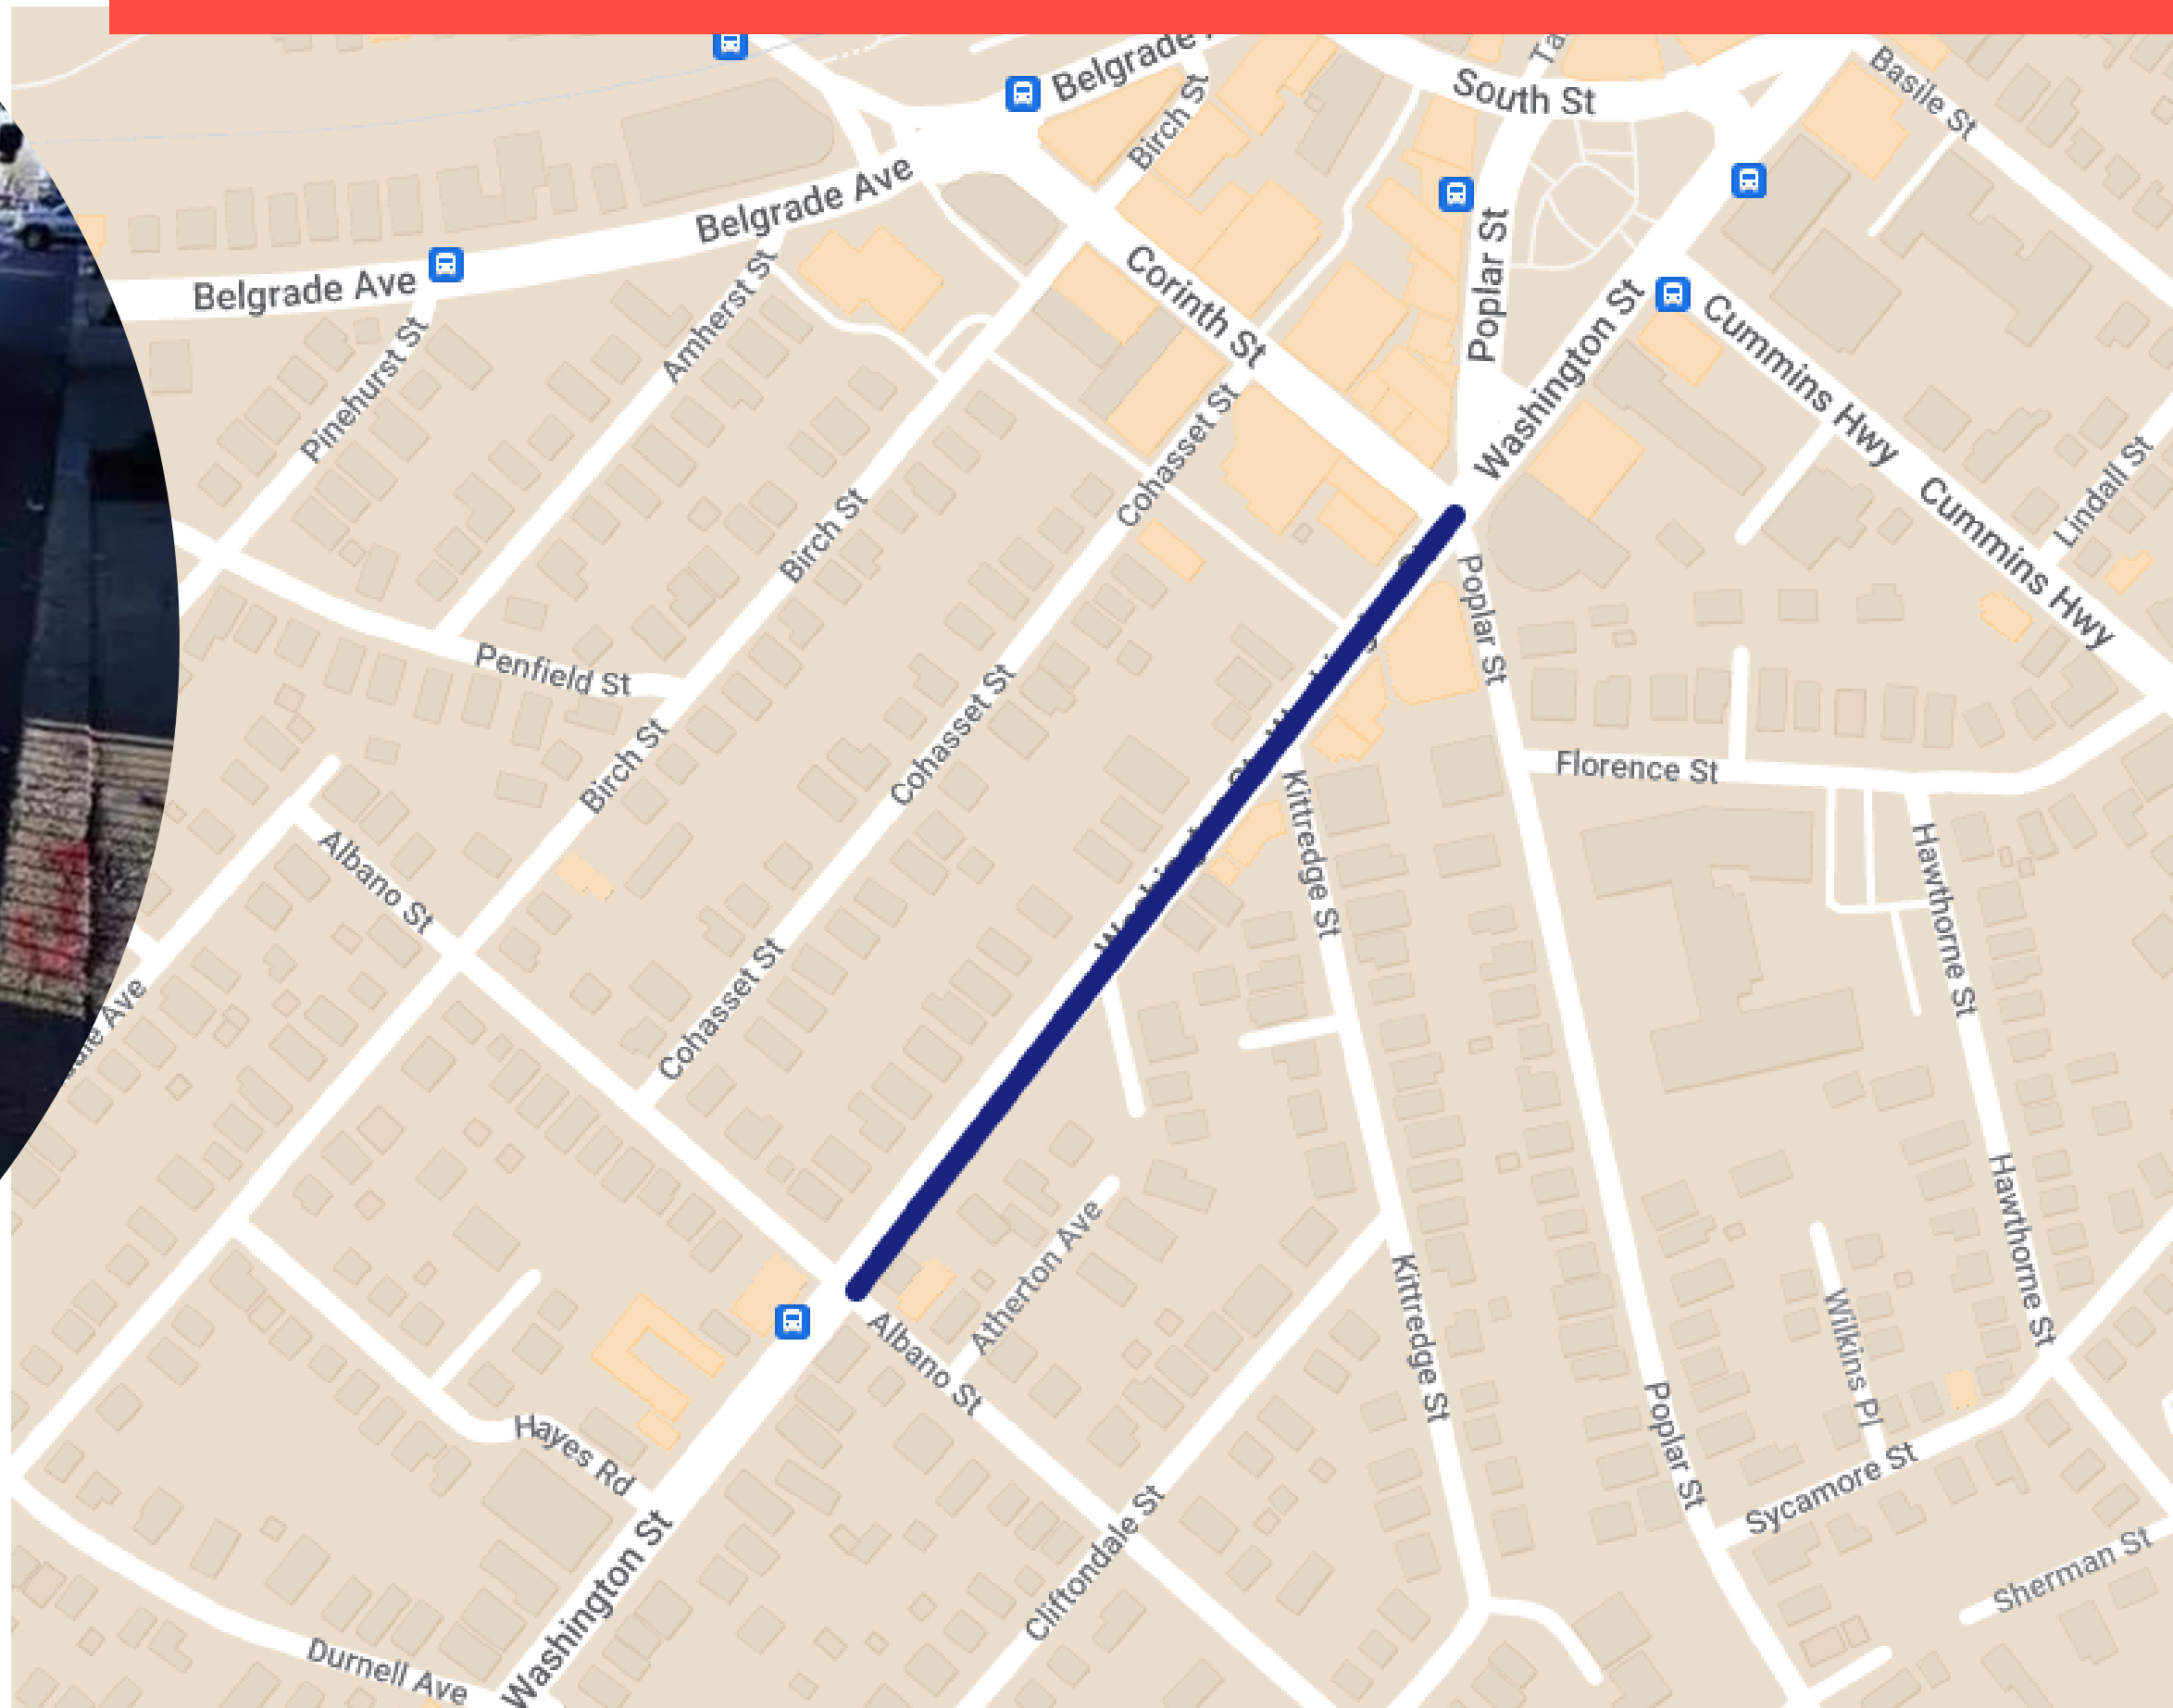 Belgrade
South St
Basile St
Birch St
Belgrade Ave
Belgrade Ave
Poplar St
Corinth St
Amherst St
Pinehurst St
Washington St
Cummins Hwy
Cummins Hwy
Lindall St
Cohasset St
Birch St
Poplar St
Penfield St
Cohasset St
Birch St
Florence St
Kittredge St
Albano St
Hawthorne St
Cohasset St
Ave
Atherton Ave
Hawthorne St
Albano St
Kittredge St
Wilkins Pl
Poplar St
Hayes Rd
Sycamore St
Cliftondale St
Washington St
Sherman St
Durnell Ave